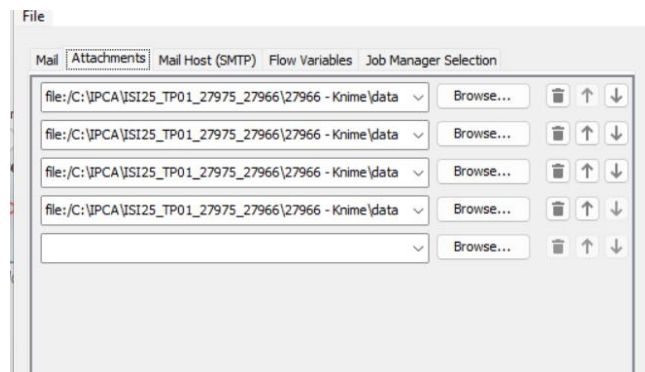 File
Mail Attachments Mail Host (SMTP) Flow Variables Job Manager Selection
file:/C:\IPCA\ISI25_TP01_27975_27966\27966 - Knime\data Browse...
file:/C:\IPCA\ISI25_TP01_27975_27966\27966 - Knime\data Browse...
file:/C:\IPCA\ISI25_TP01_27975_27966\27966 - Knime\data Browse...
file:/C:\IPCA\ISI25_TP01_27975_27966\27966 - Knime\data Browse...
Browse...